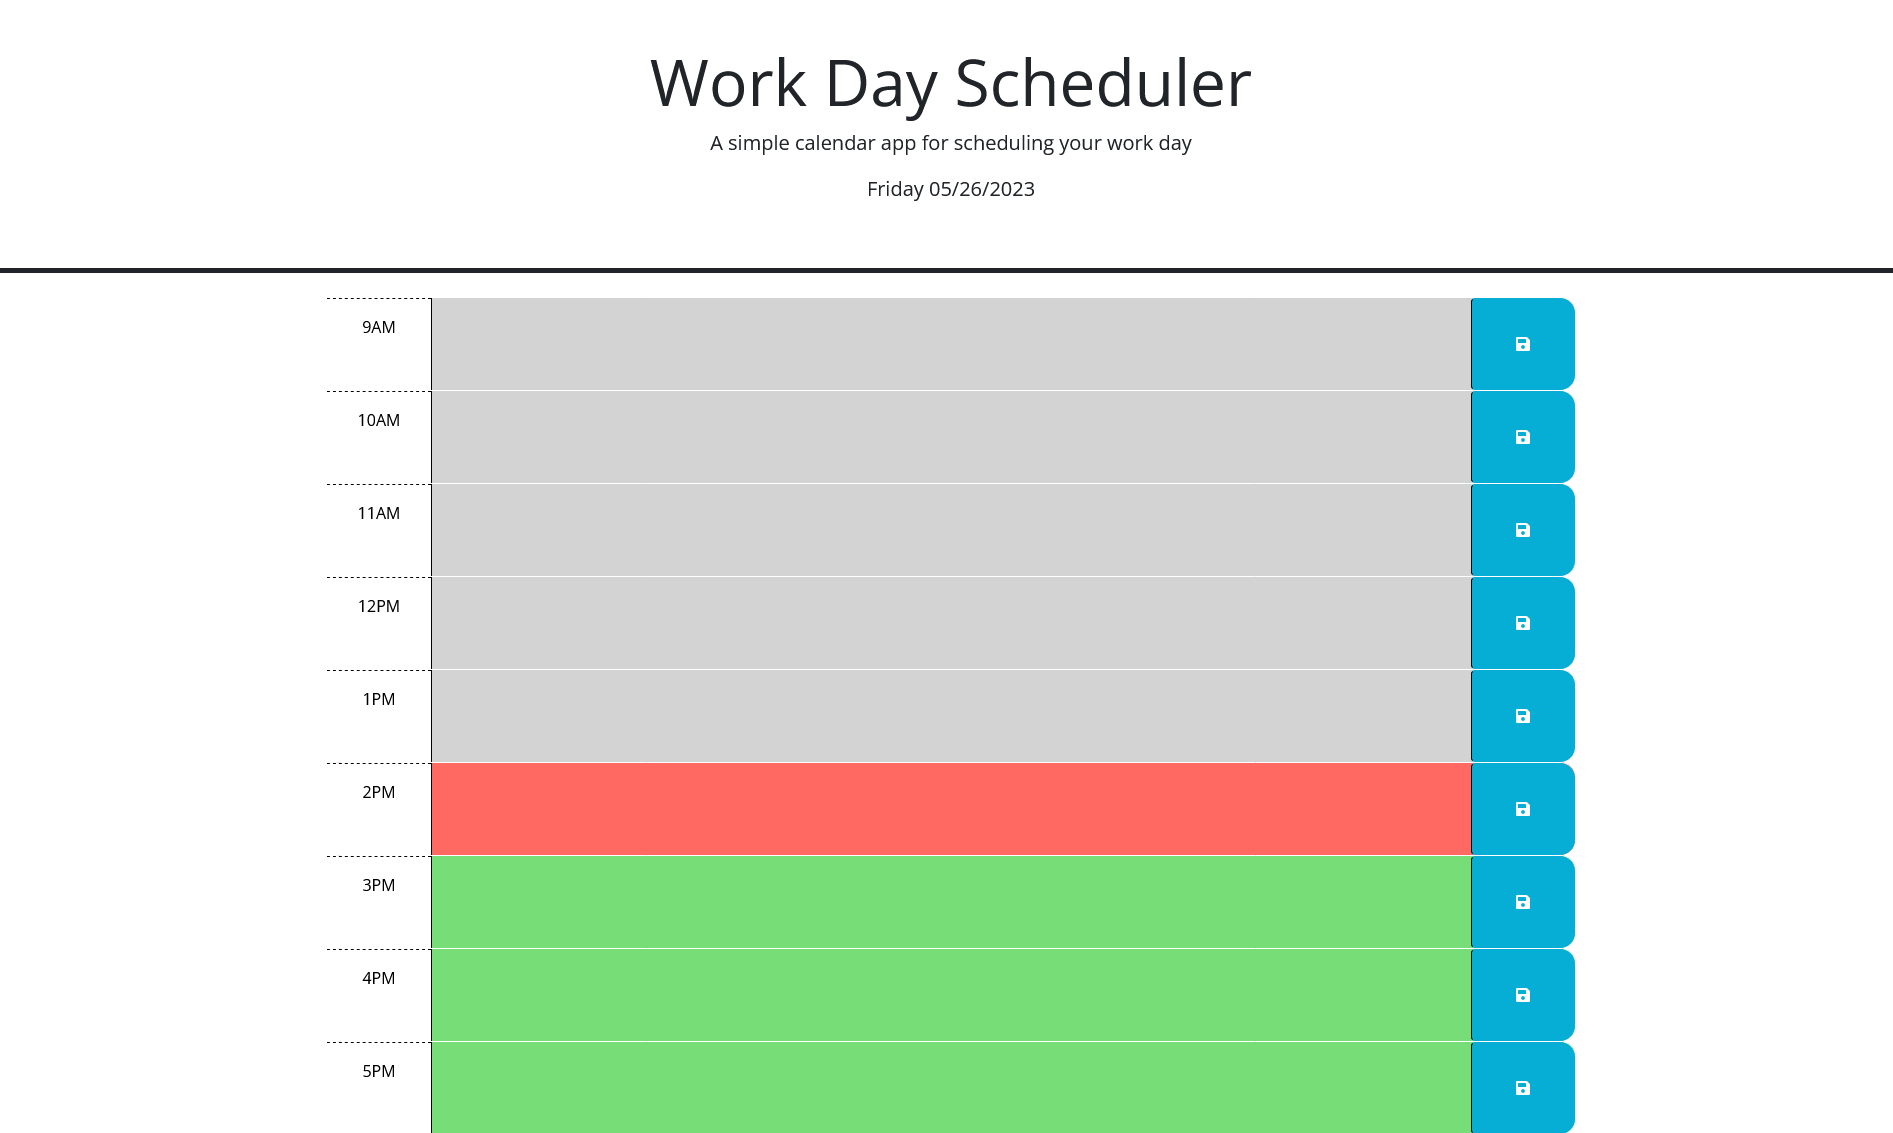 Work Day Scheduler
A simple calendar app for scheduling your work day
Friday 05/26/2023
9AM
10AM
11AM
12PM
1PM
2PM
3PM
4PM
5PM